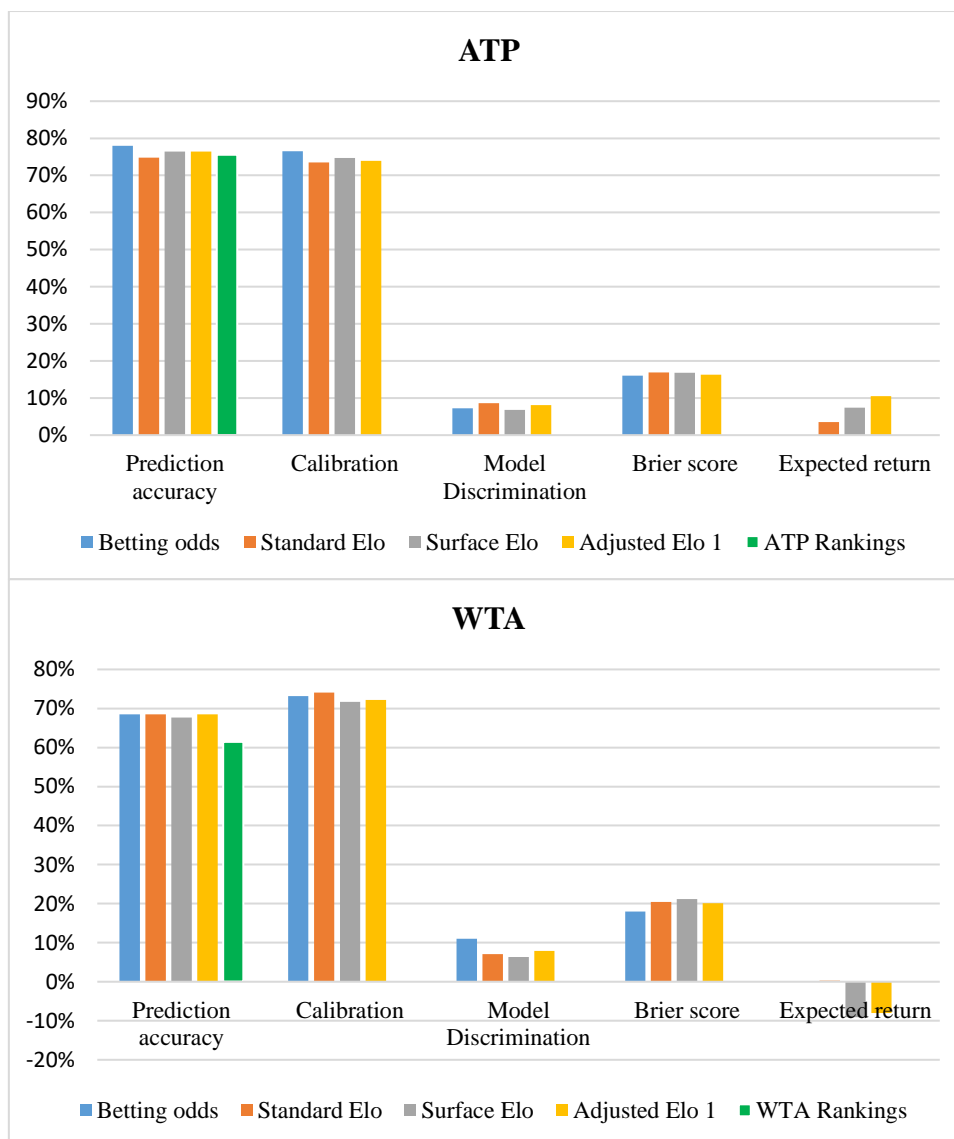 ATP
90%
80%
70%
60%
50%
40%
30%
20%
10%
0%
Prediction accuracy
Calibration
Model Discrimination
Brier score
Expected return
Betting odds
Standard Elo
Surface Elo
Adjusted Elo 1
ATP Rankings
WTA
80%
70%
60%
50%
40%
30%
20%
10%
0%
-10%
-20%
Prediction accuracy
Calibration
Model Discrimination
Brier score
Expected return
Betting odds
Standard Elo
Surface Elo
Adjusted Elo 1
WTA Rankings